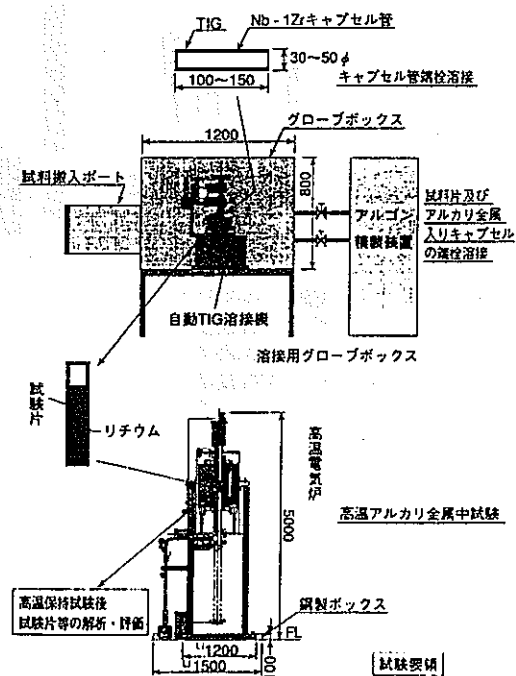 TIG
Nb-1Zrキャプセル管
30～50φ
100～150
キャプセル管端栓溶接
グローブボックス
1200
試料搬入ポート
800
アルゴン
精製装置
試料片及び
アルカリ金属
入りキャプセル
の端栓溶接
自動TIG溶接機
溶接用グローブボックス
試験片
リチウム
高温電気炉
5000
高温アルカリ金属中試験
高温保持試験後
試験片等の解析・評価
鋼製ボックス
FL
1200
1500
試験要領